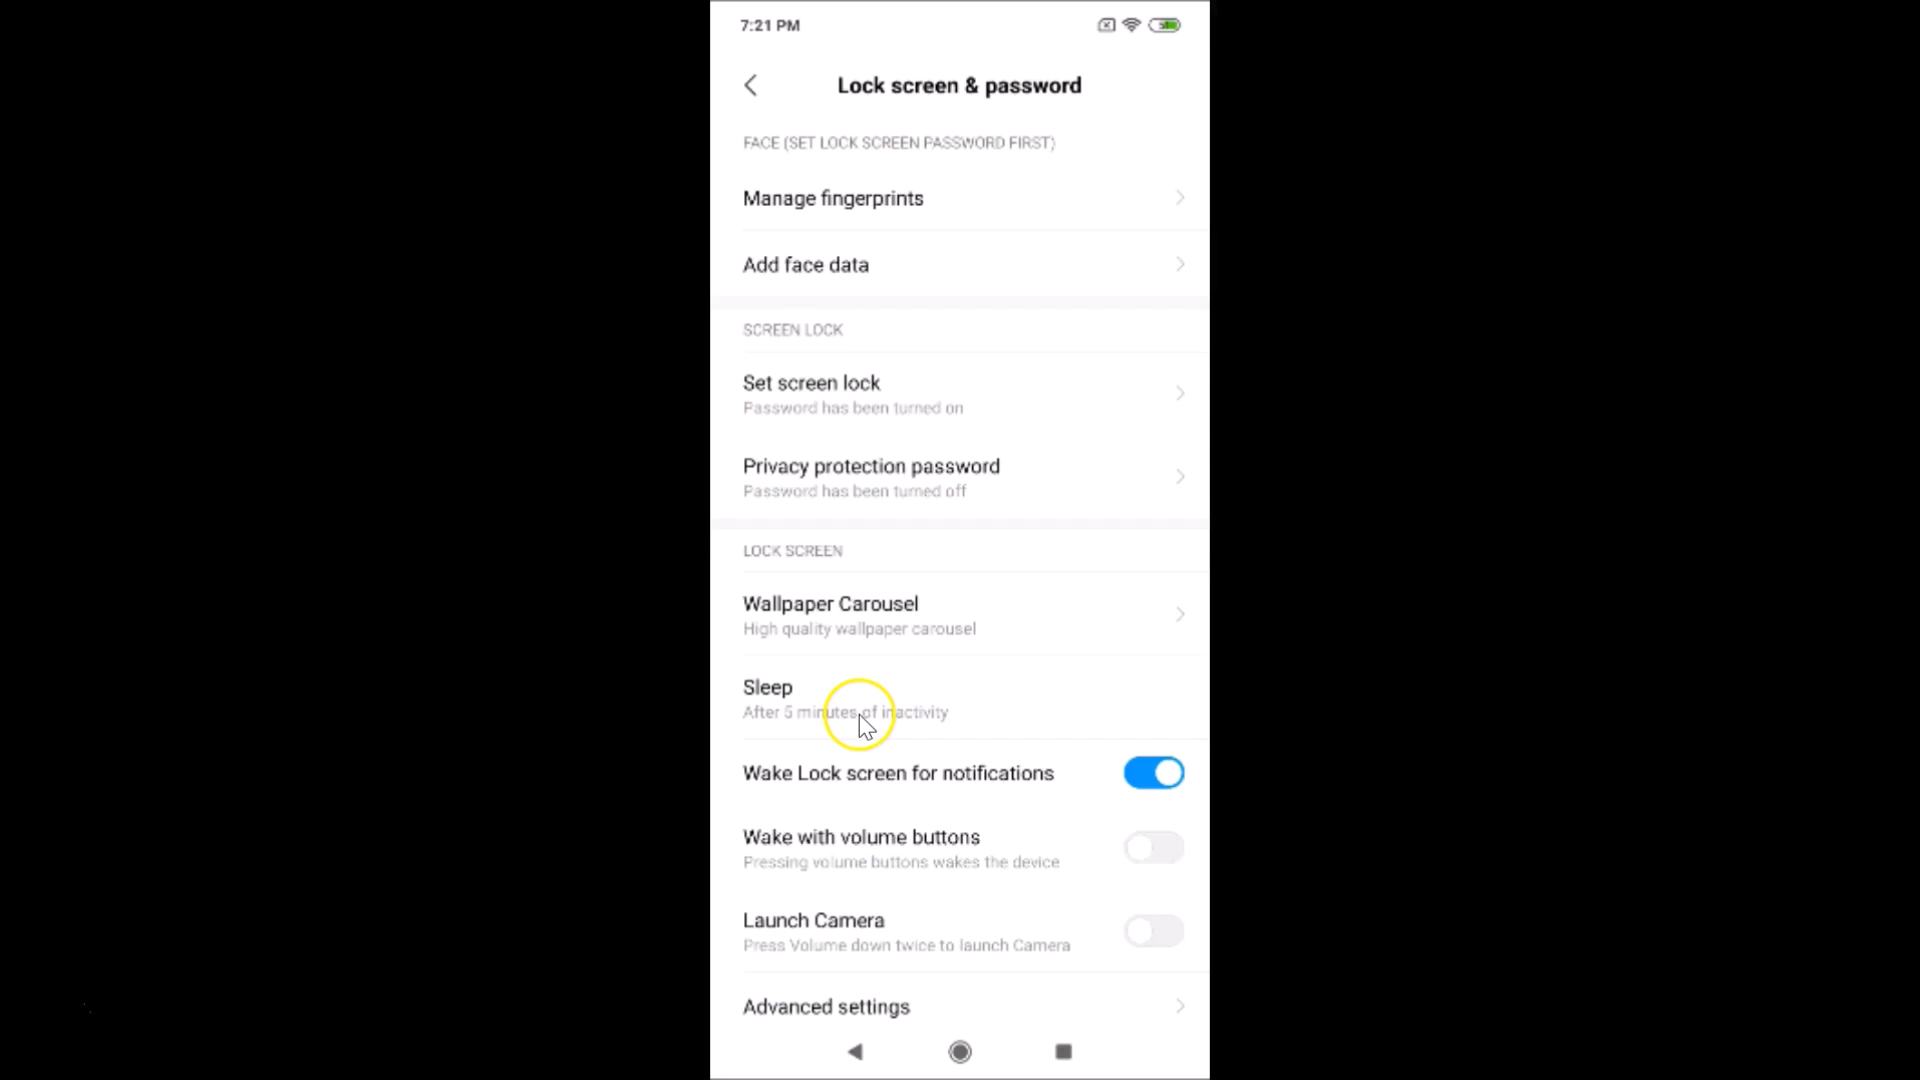 7:21 PM
Lock screen & password
FACE (SET LOCK SCREEN PASSWORD FIRST)
Manage fingerprints
Add face data
SCREEN LOCK
Set screen lock
Password has been turned on
Privacy protection password
Password has been turned off
LOCK SCREEN
Wallpaper Carousel
High quality wallpaper carousel
Sleep
After 5 minutes of inactivity
Wake Lock screen for notifications
Wake with volume buttons
Pressing volume buttons wakes the device
Launch Camera
Press Volume down twice to launch Camera
Advanced settings